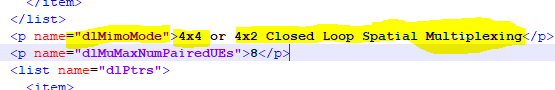 </item>
</list>
<p name="dlMimoMode">4x4 or 4x2 Closed Loop Spatial Multiplexing</p>
<p name="dlMuMaxNumPairedUEs">8</p>
<list name="dlPtrs">
<item>